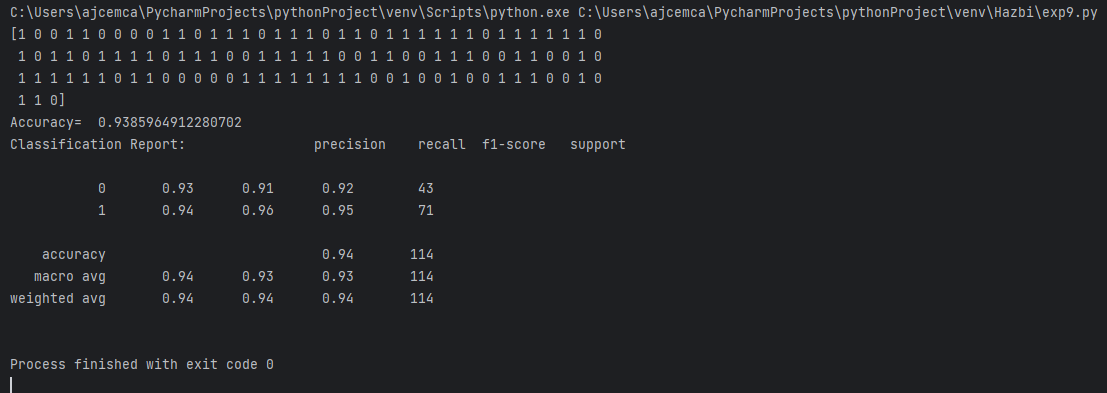 C:\Users\ajcemca\PycharmProjects\pythonProject\venv\Scripts\python.exe C:\Users\ajcemca\PycharmProjects\pythonProject\venv\Hazbi\exp9.py
[1 0 0 1 1 0 0 0 0 1 1 0 1 1 1 0 1 1 1 0 1 1 0 1 1 1 1 1 1 0 1 1 1 1 1 1 0
 1 0 1 1 0 1 1 1 1 0 1 1 1 0 0 1 1 1 1 1 0 0 1 1 0 0 1 1 1 0 0 1 1 0 0 1 0
 1 1 1 1 1 1 0 1 1 0 0 0 0 0 1 1 1 1 1 1 1 1 0 0 1 0 0 1 0 0 1 1 1 0 0 1 0
 1 1 0]
Accuracy=  0.9385964912280702
Classification Report:                precision    recall  f1-score   support
           0       0.93      0.91      0.92        43
           1       0.94      0.96      0.95        71
    accuracy                           0.94       114
   macro avg       0.94      0.93      0.93       114
weighted avg       0.94      0.94      0.94       114
Process finished with exit code 0